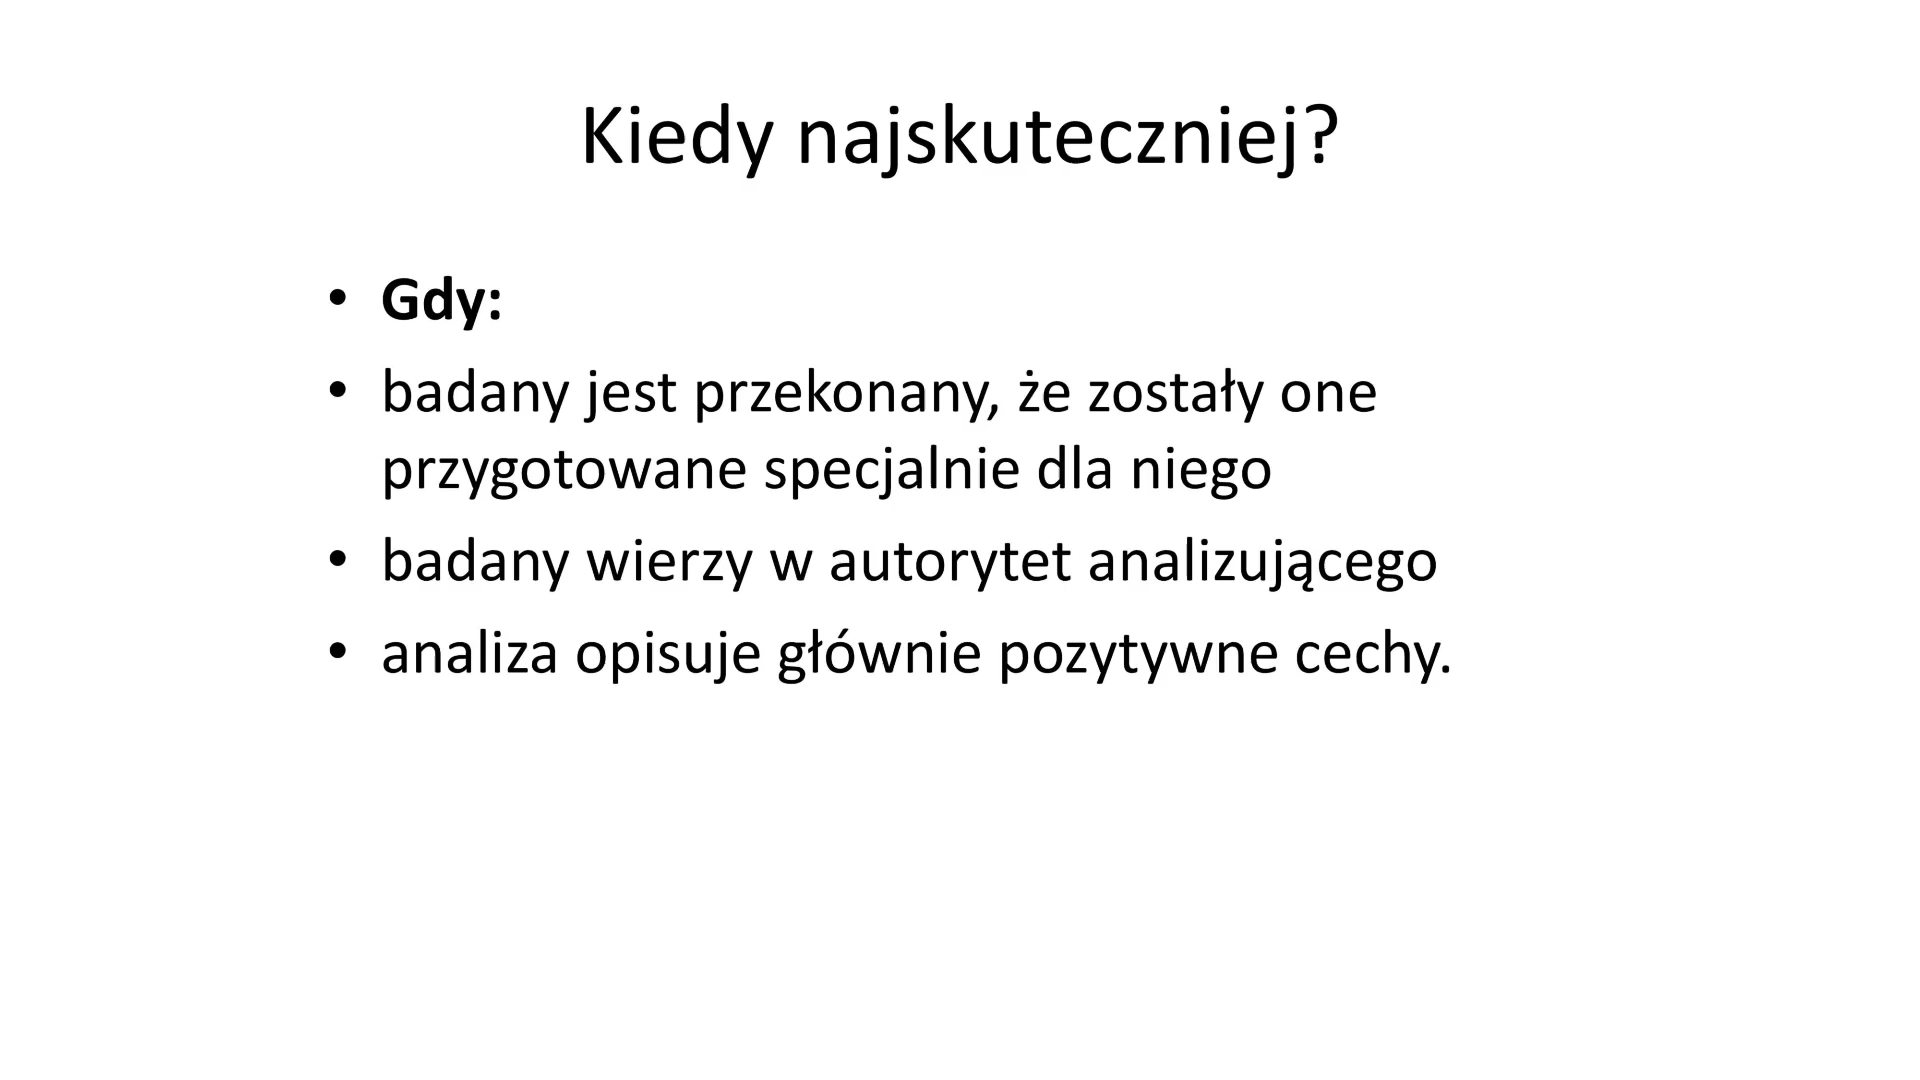 Kiedy najskuteczniej?
• Gdy:
• badany jest przekonany, że zostały one
przygotowane specjalnie dla niego
• badany wierzy w autorytet analizującego
• analiza opisuje głównie pozytywne cechy.